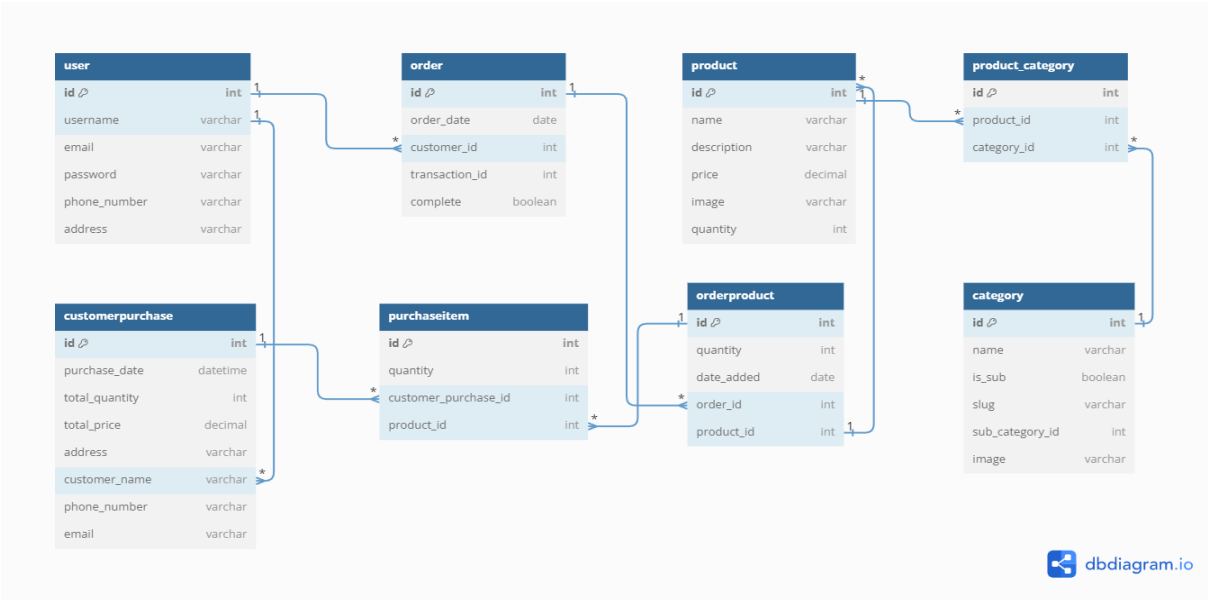 user
id int
username varchar
email varchar
password varchar
phone_number varchar
address varchar
order
id int
order_date date
customer_id int
transaction_id int
complete boolean
product
id int
name varchar
description varchar
price decimal
image varchar
quantity int
product_category
id int
product_id int
category_id int
customerpurchase
id int
purchase_date datetime
total_quantity int
total_price decimal
address varchar
customer_name varchar
phone_number varchar
email varchar
purchaseitem
id int
quantity int
customer_purchase_id int
product_id int
orderproduct
id int
quantity int
date_added date
order_id int
product_id int
category
id int
name varchar
is_sub boolean
slug varchar
sub_category_id int
image varchar
1
*
1
*
1
*
1
*
1
*
1
*
1
*
1
*
dbdiagram.io